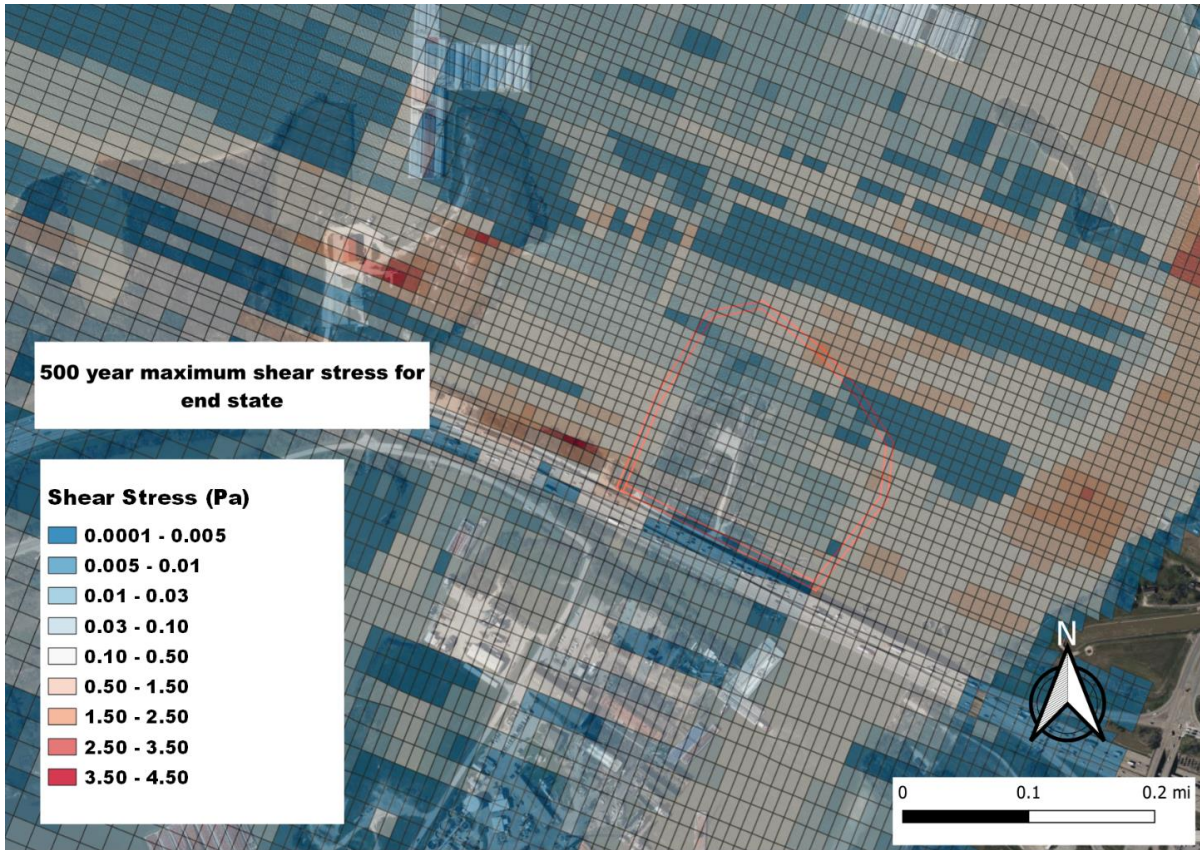 500 year maximum shear stress for
end state
Shear Stress (Pa)
0.0001 - 0.005
0.005 - 0.01
0.01 - 0.03
0.03 - 0.10
0.10 - 0.50
0.50 - 1.50
1.50 - 2.50
2.50 - 3.50
3.50 - 4.50
N
0 0.1 0.2 mi